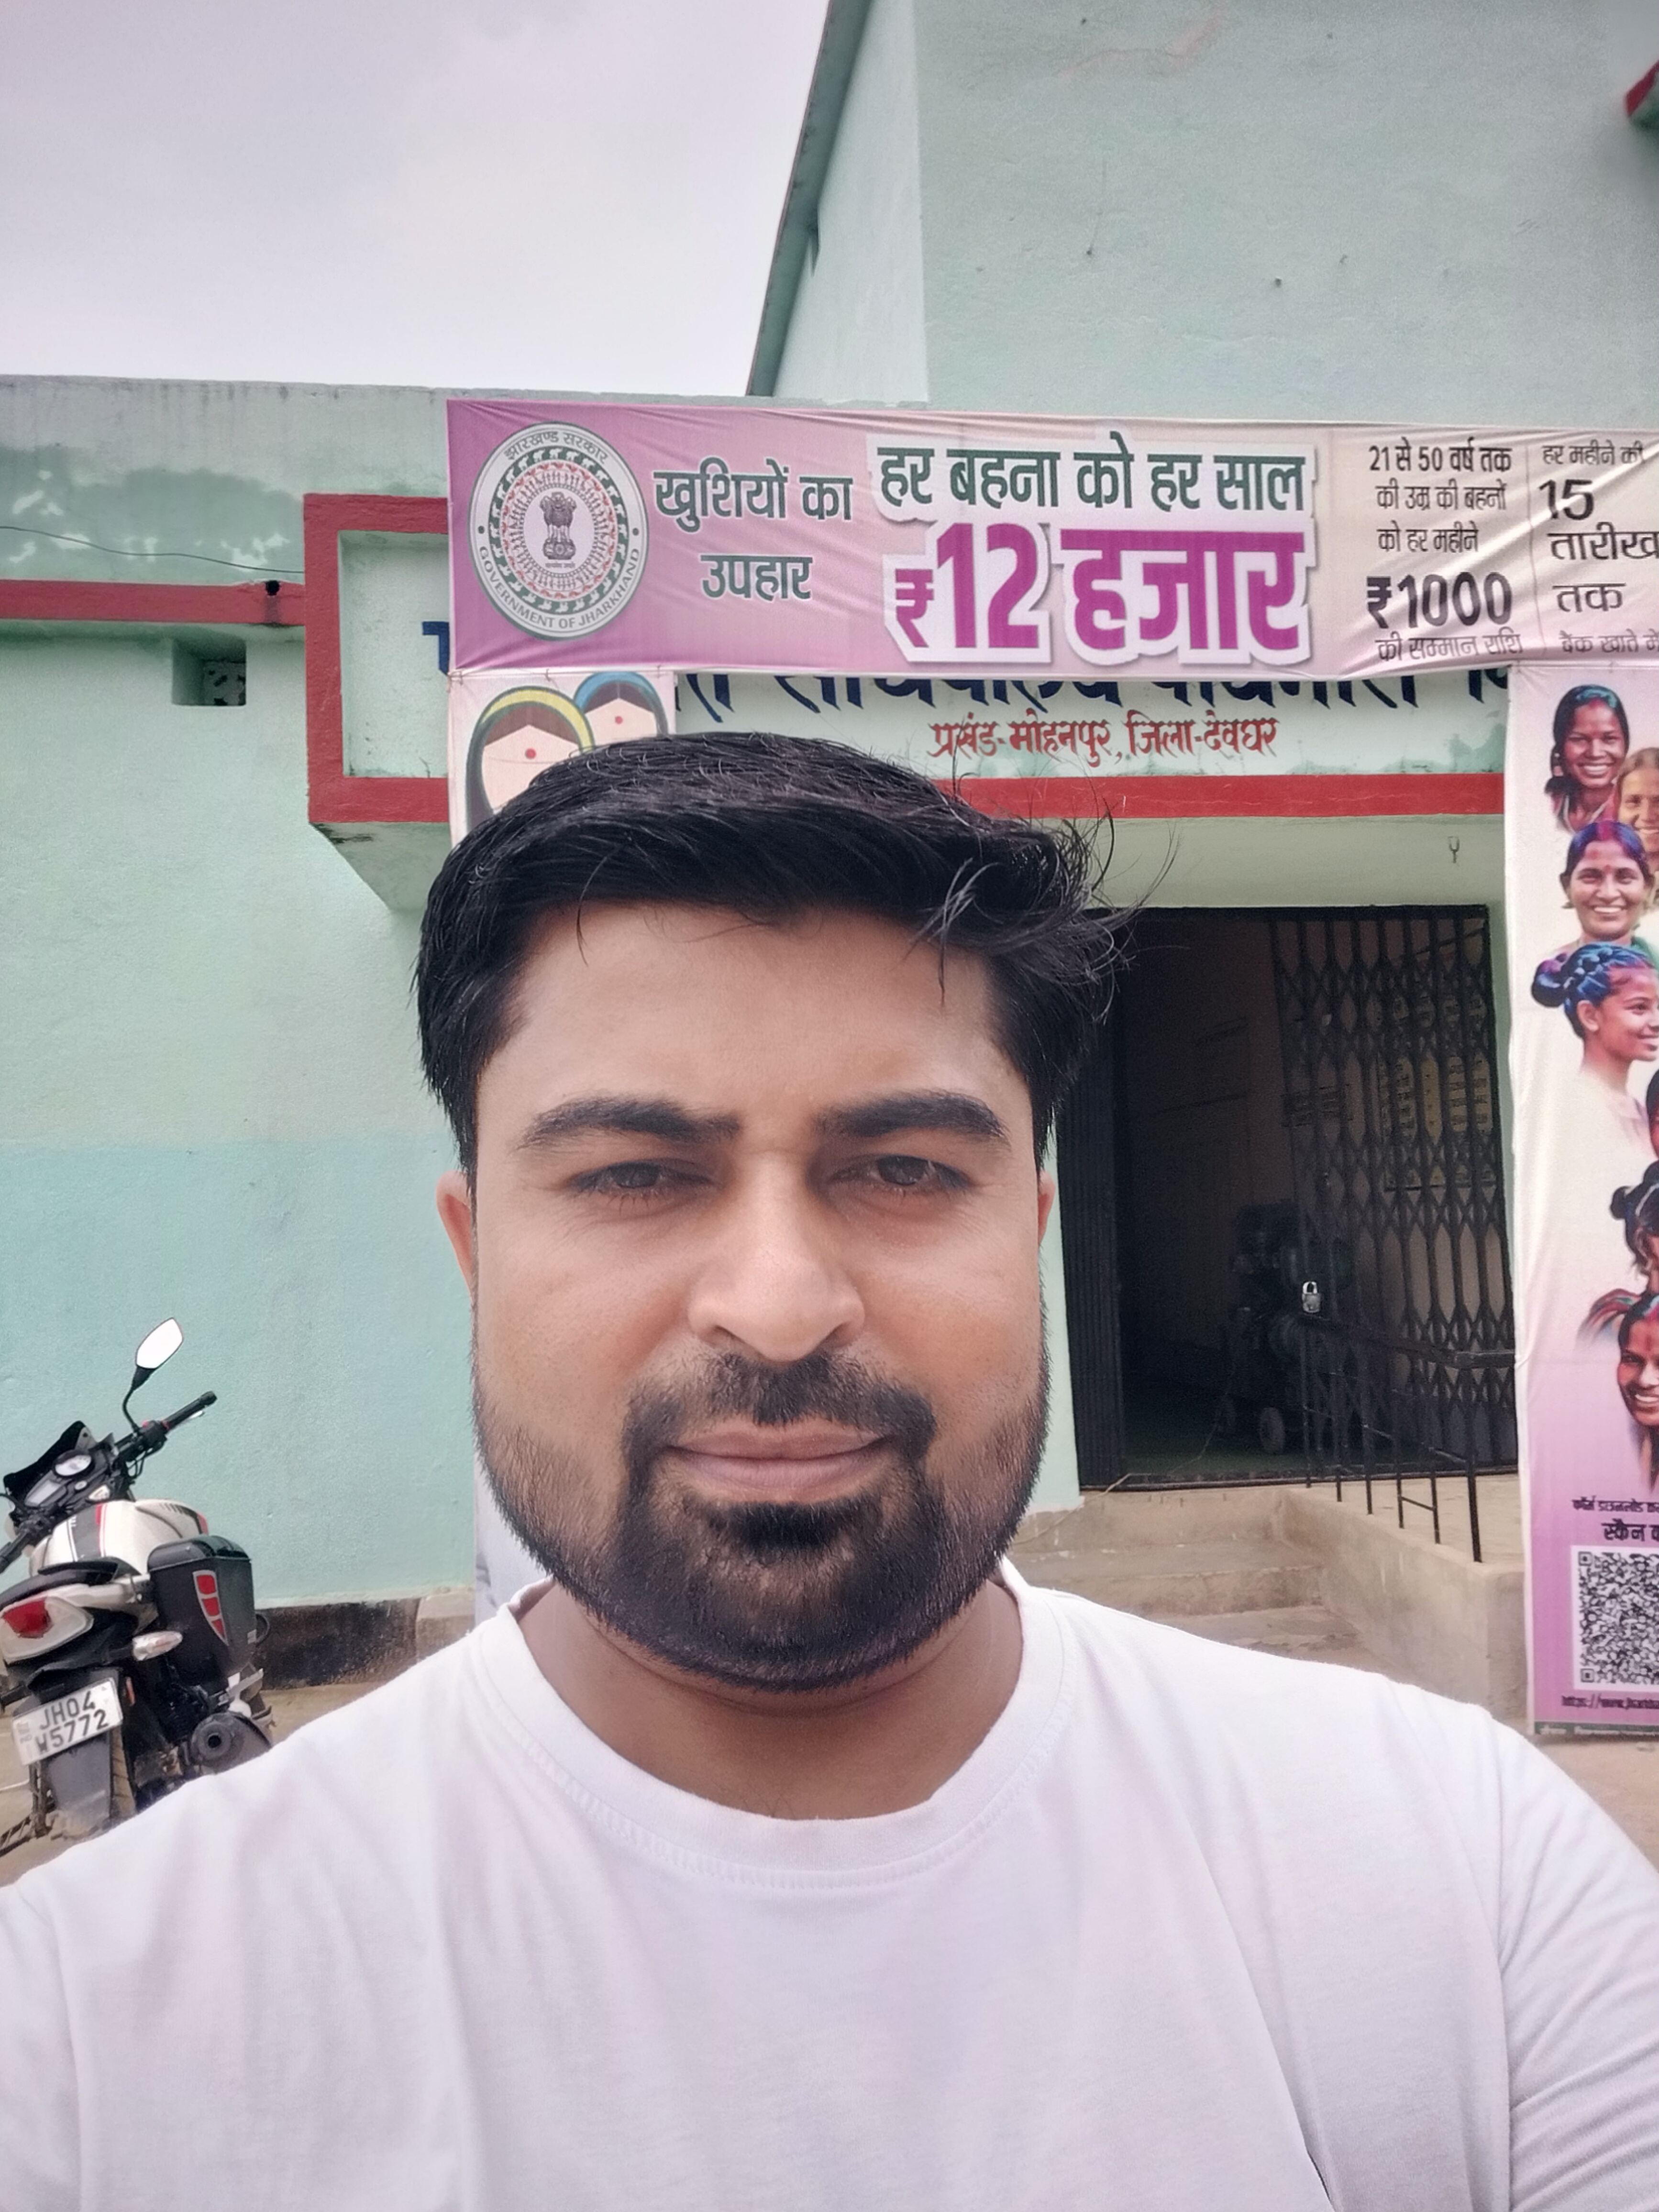 झारखण्ड सरकार
GOVERNMENT OF JHARKHAND
खुशियों का
उपहार
हर बहना को हर साल
₹12 हजार
21 से 50 वर्ष तक
की उम्र की बहनों
को हर महीने
₹1000
की सम्मान राशि
हर महीने की
15
तारीख
तक
बैंक खाते में
प्रखंड-मोहनपुर, जिला-देवघर
फॉर्म डाउनलोड
स्कैन
JH04
W5772